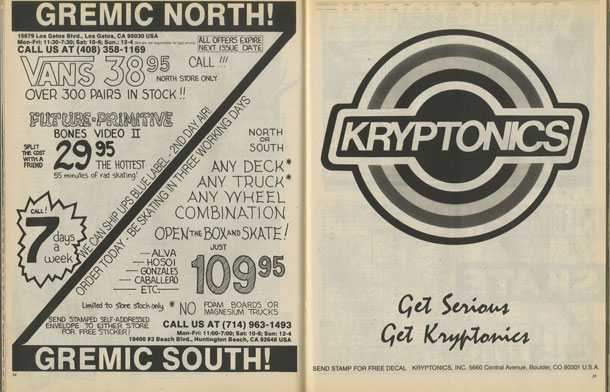 GREMIC NORTH!
15679 Los Gatos Blvd., Los Gatos, CA 95030 USA
Mon-Fri: 11:30-7:30; Sat: 10-6; Sun.: 12-4 (We are not responsible for typo errors)
CALL US AT (408) 358-1169
ALL OFFERS EXPIRE
NEXT ISSUE DATE
VANS 38 95
CALL !!!
NORTH STORE ONLY
OVER 300 PAIRS IN STOCK !!
FUTURE-PRIMITIVE
BONES VIDEO II
SPLIT
THE COST
WITH A
FRIEND
29 95
THE HOTTEST
55 minutes of rad skating!
CALL!
7 days
a
week
WE CAN SHIP UPS BLUE LABEL - 2ND DAY AIR!
ORDER TODAY - BE SKATING IN THREE WORKING DAYS
NORTH
OR
SOUTH
ANY DECK*
ANY TRUCK*
ANY WHEEL
COMBINATION
OPEN THE BOX AND SKATE!
JUST
109 95
— ALVA
— HOSOI
— GONZALES
— CABALLERO
— ETC.
Limited to store stock only
*NO FOAM BOARDS OR
MAGNESIUM TRUCKS
SEND STAMPED SELF-ADDRESSED
ENVELOPE TO EITHER STORE
FOR FREE STICKER!
CALL US AT (714) 963-1493
Mon-Fri: 11:00-7:00; Sat: 10-6; Sun: 12-4
19400 #3 Beach Blvd., Huntington Beach, CA 92648 USA
GREMIC SOUTH!
KRYPTONICS
Get Serious
Get Kryptonics
SEND STAMP FOR FREE DECAL KRYPTONICS, INC. 5660 Central Avenue, Boulder, CO 80301 U.S.A.